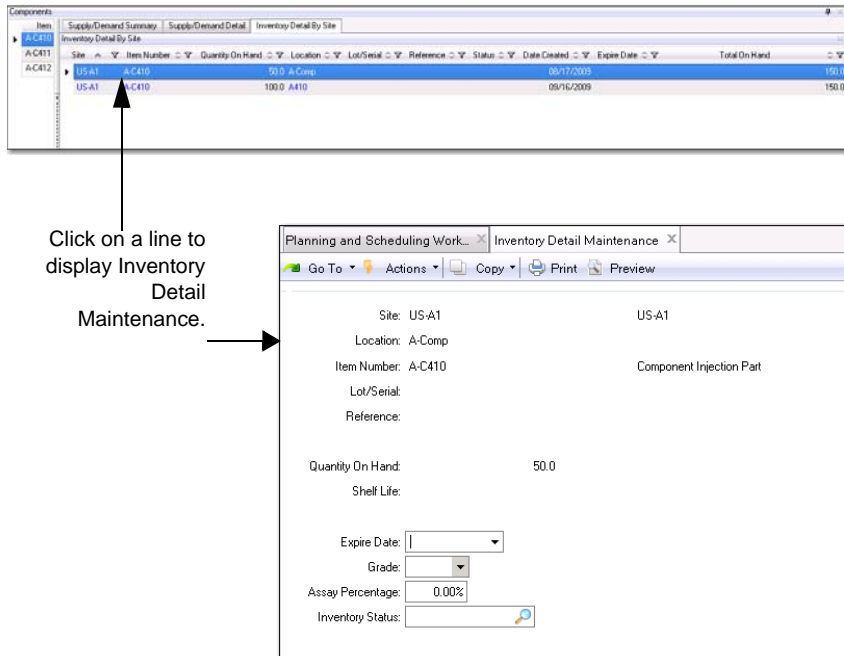 Components
Item Supply/Demand Summary Supply/Demand Detail Inventory Detail By Site
A-C410 Inventory Detail By Site
A-C411 Site Item Number Quantity On Hand Location Lot/Serial Reference Status Date Created Expire Date Total On Hand
A-C412 US-A1 A-C410 50.0 A-Comp 08/17/2009 150.0
US-A1 A-C410 100.0 A410 09/16/2009 150.0
Click on a line to
display Inventory
Detail
Maintenance.
Planning and Scheduling Work... Inventory Detail Maintenance
Go To Actions Copy Print Preview
Site: US-A1 US-A1
Location: A-Comp
Item Number: A-C410 Component Injection Part
Lot/Serial:
Reference:
Quantity On Hand: 50.0
Shelf Life:
Expire Date:
Grade:
Assay Percentage: 0.00%
Inventory Status: